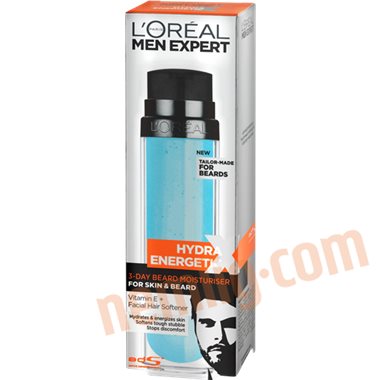 L'ORÉAL
MEN EXPERT
NEW
TAILOR-MADE
FOR
BEARDS
HYDRA
ENERGETIC
3-DAY BEARD MOISTURISER
FOR SKIN & BEARD
Vitamin E +
Facial Hair Softener
Hydrates & energizes skin
Softens tough stubble
Stops discomfort